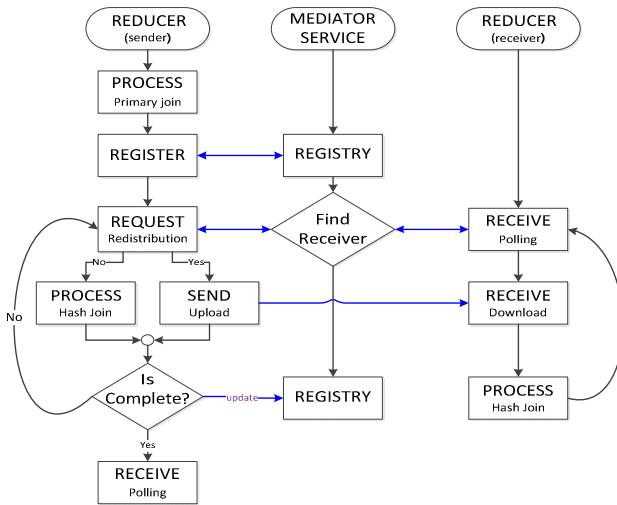 REDUCER
(sender)
MEDIATOR
SERVICE
REDUCER
(receiver)
PROCESS
Primary join
REGISTER
REGISTRY
REQUEST
Redistribution
Find
Receiver
RECEIVE
Polling
No
Yes
PROCESS
Hash Join
SEND
Upload
RECEIVE
Download
No
Is
Complete?
update
REGISTRY
PROCESS
Hash Join
Yes
RECEIVE
Polling